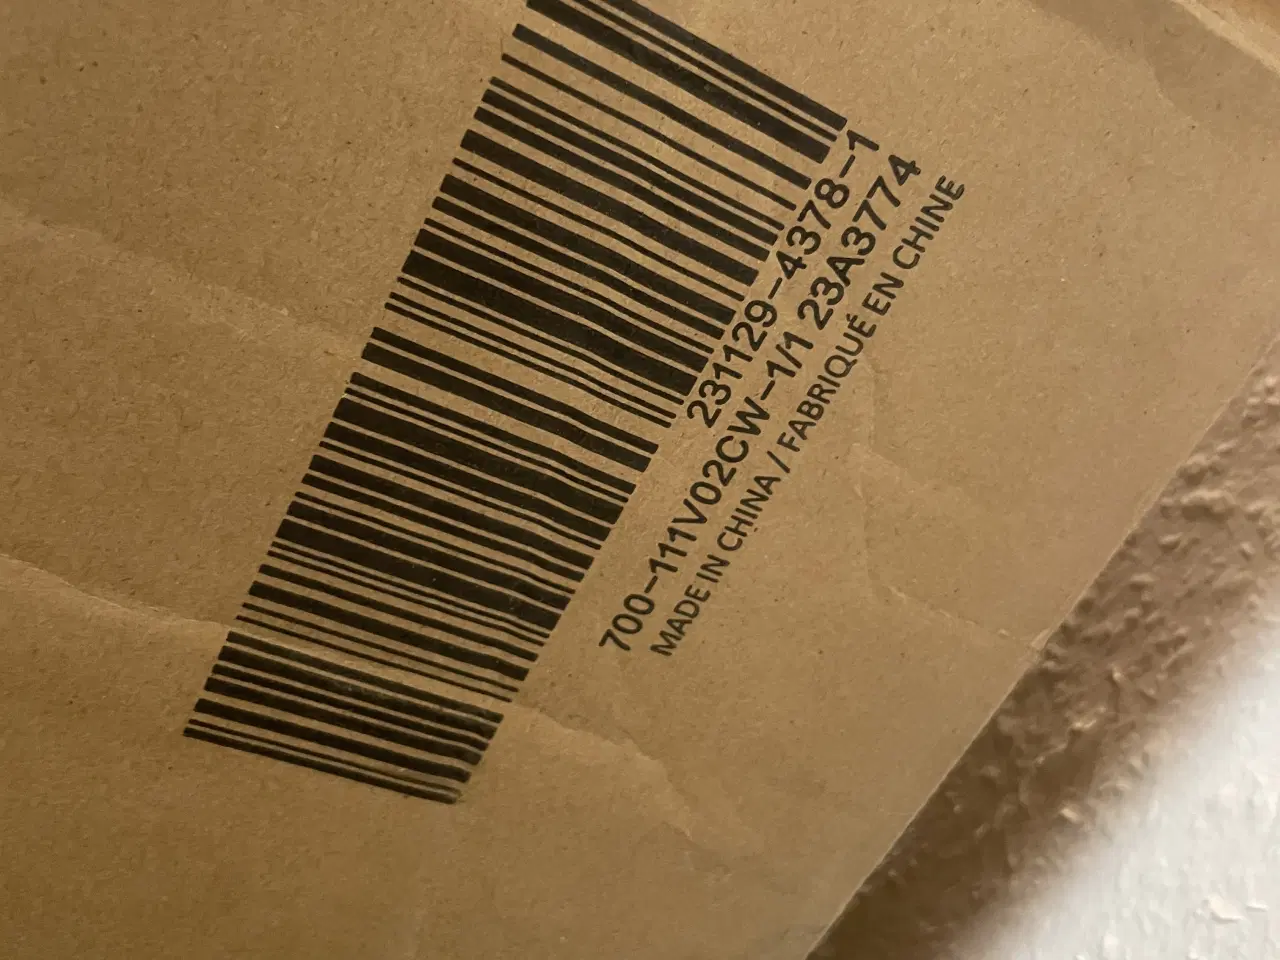 231129-4378-1
700-111V02CW-1/1 23A3774
MADE IN CHINA / FABRIQUÉ EN CHINE